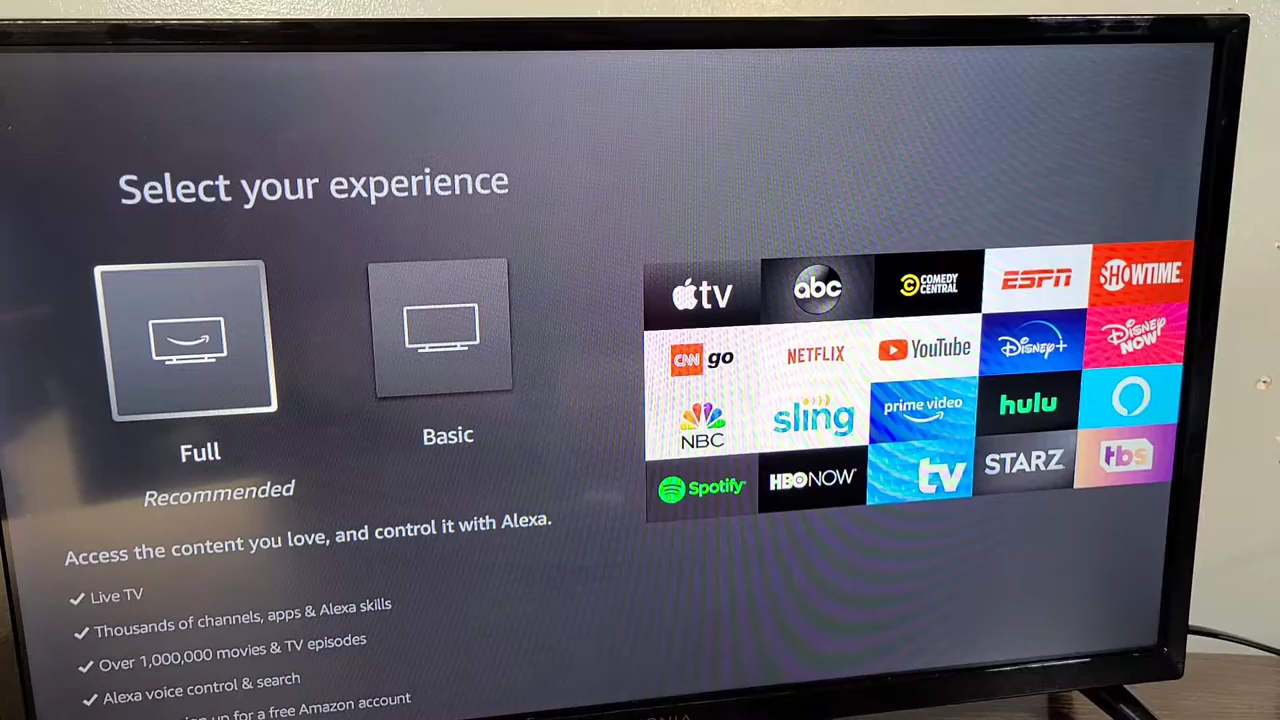 Select your experience
Full
Recommended
Basic
Access the content you love, and control it with Alexa.
Live TV
Thousands of channels, apps & Alexa skills
Over 1,000,000 movies & TV episodes
Alexa voice control & search
up for a free Amazon account
tv
abc
COMEDY
CENTRAL
ESPN
SHOWTIME
CNN go
NETFLIX
YouTube
Disney+
DISNEY
NOW
NBC
sling
prime video
hulu
Spotify
HBO NOW
tv
STARZ
tbs